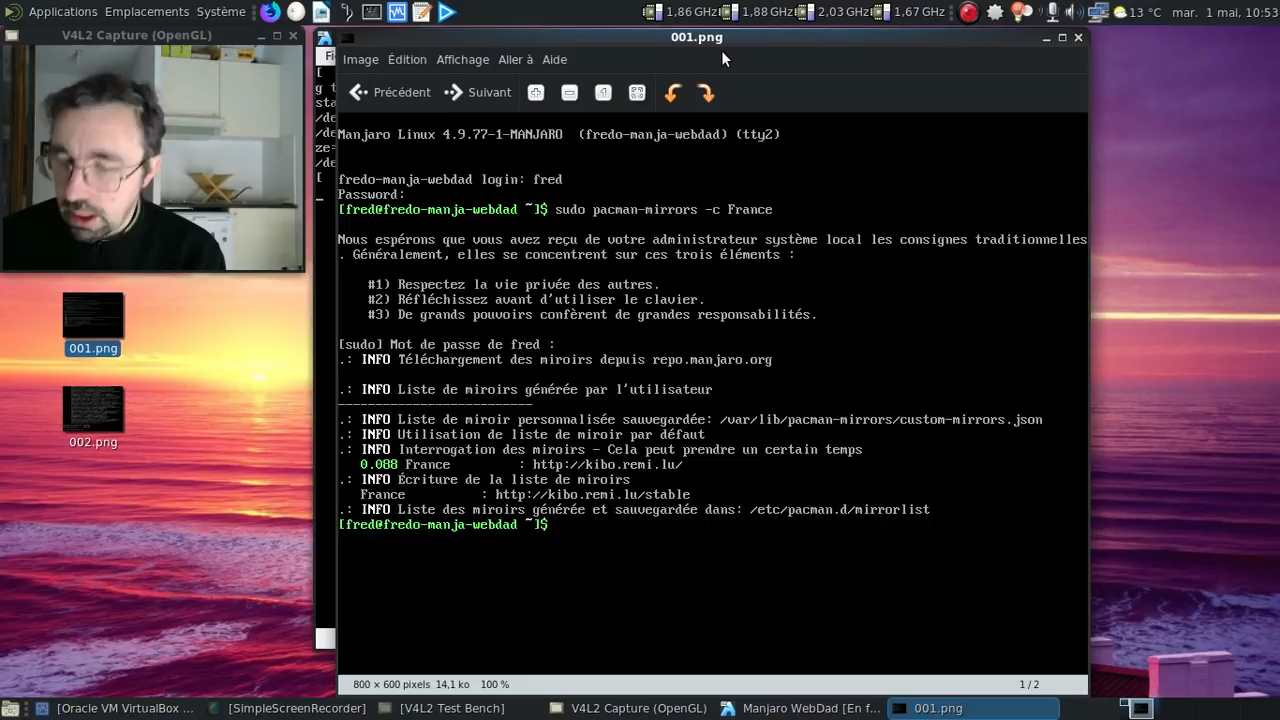 Applications Emplacements Système
1,86 GHz 1,88 GHz 2,03 GHz 1,67 GHz 13 °C mar. 1 mai, 10:53
V4L2 Capture (OpenGL)
001.png
Image Édition Affichage Aller à Aide
Précédent Suivant
Manjaro Linux 4.9.77-1-MANJARO (fredo-manja-webdad) (tty2)
fredo-manja-webdad login: fred
Password:
[fred@fredo-manja-webdad ~]$ sudo pacman-mirrors -c France
Nous espérons que vous avez reçu de votre administrateur système local les consignes traditionnelles
. Généralement, elles se concentrent sur ces trois éléments :
#1) Respectez la vie privée des autres.
#2) Réfléchissez avant d'utiliser le clavier.
#3) De grands pouvoirs confèrent de grandes responsabilités.
[sudo] Mot de passe de fred :
.: INFO Téléchargement des miroirs depuis repo.manjaro.org
.: INFO Liste de miroirs générée par l'utilisateur
--------------------------
.: INFO Liste de miroir personnalisée sauvegardée: /var/lib/pacman-mirrors/custom-mirrors.json
.: INFO Utilisation de liste de miroir par défaut
.: INFO Interrogation des miroirs - Cela peut prendre un certain temps
0.088 France : http://kibo.remi.lu/
.: INFO Écriture de la liste de miroirs
France : http://kibo.remi.lu/stable
.: INFO Liste des miroirs générée et sauvegardée dans: /etc/pacman.d/mirrorlist
[fred@fredo-manja-webdad ~]$
001.png
002.png
800 × 600 pixels 14,1 ko 100 % 1 / 2
[Oracle VM VirtualBox ... [SimpleScreenRecorder] [V4L2 Test Bench] V4L2 Capture (OpenGL) Manjaro WebDad [En f... 001.png